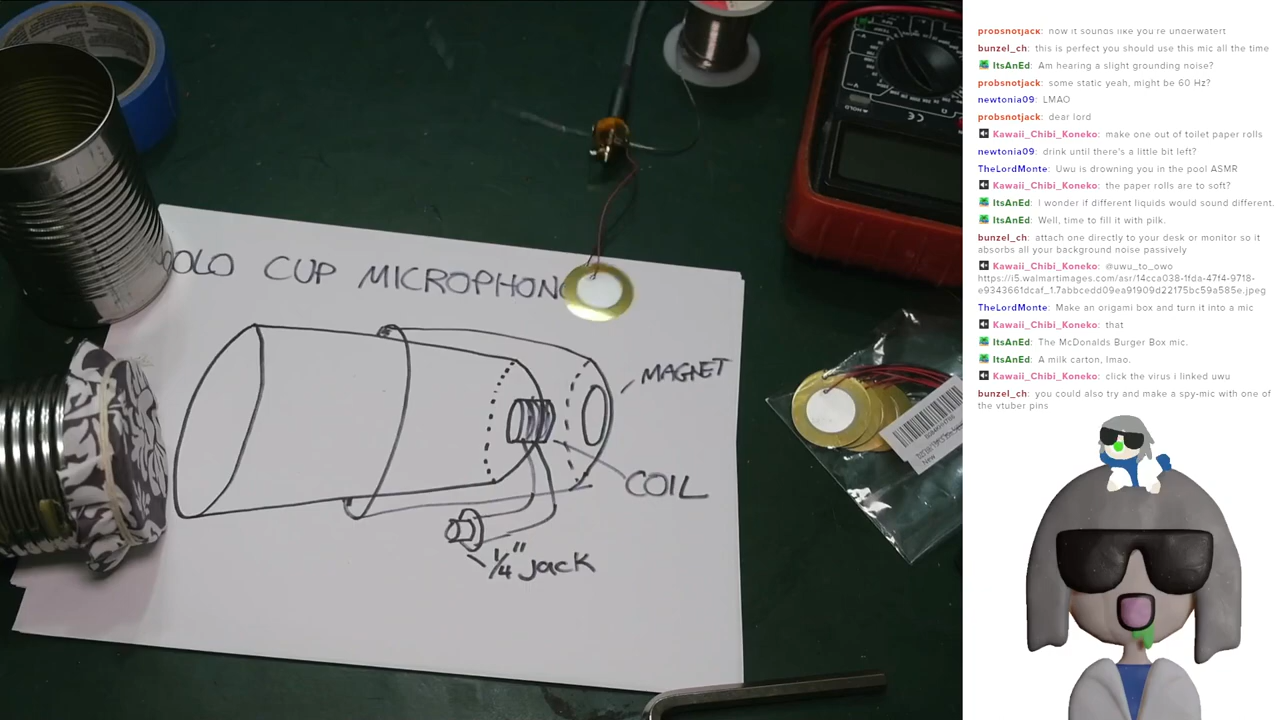 SOLO CUP MICROPHONE
MAGNET
COIL
1/4" jack
HOLD
V
CE
probsnotjack: now it sounds like you're underwatert
bunzel_ch: this is perfect you should use this mic all the time
ItsAnEd: Am hearing a slight grounding noise?
probsnotjack: some static yeah, might be 60 Hz?
newtonia09: LMAO
probsnotjack: dear lord
Kawaii_Chibi_Koneko: make one out of toilet paper rolls
newtonia09: drink until there's a little bit left?
TheLordMonte: Uwu is drowning you in the pool ASMR
Kawaii_Chibi_Koneko: the paper rolls are to soft?
ItsAnEd: I wonder if different liquids would sound different.
ItsAnEd: Well, time to fill it with pilk.
bunzel_ch: attach one directly to your desk or monitor so it
absorbs all your background noise passively
Kawaii_Chibi_Koneko: @uwu_to_owo
https://i5.walmartimages.com/asr/14cca038-1fda-47f4-9718-
e9343661dcaf_1.7abbcedd09ea91909d22175bc59a585e.jpeg
TheLordMonte: Make an origami box and turn it into a mic
Kawaii_Chibi_Koneko: that
ItsAnEd: The McDonalds Burger Box mic.
ItsAnEd: A milk carton, lmao.
Kawaii_Chibi_Koneko: click the virus i linked uwu
bunzel_ch: you could also try and make a spy-mic with one of
the vtuber pins